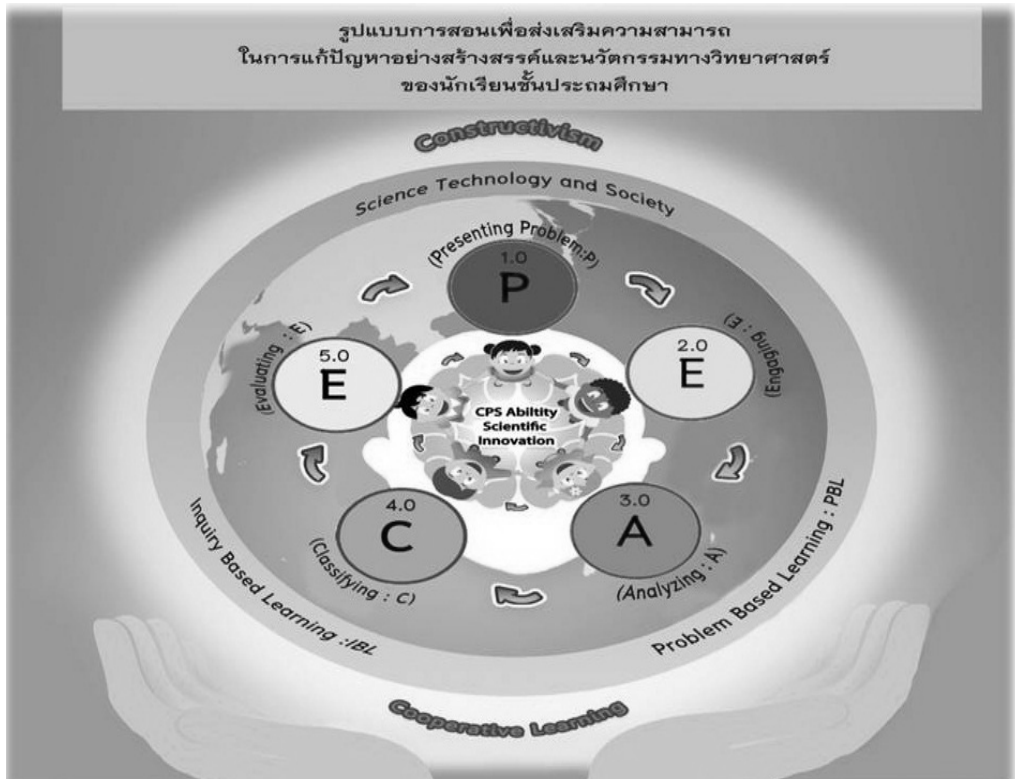 รูปแบบการสอนเพื่อส่งเสริมความสามารถ
ในการแก้ปัญหาอย่างสร้างสรรค์และนวัตกรรมทางวิทยาศาสตร์
ของนักเรียนชั้นประถมศึกษา
Constructivism
Science Technology and Society
(Presenting Problem:P)
1.0
P
(Engaging : E)
2.0
E
(Analyzing : A)
3.0
A
(Classifying : C)
4.0
C
(Evaluating : E)
5.0
E
CPS Abiltity
Scientific
Innovation
Problem Based Learning : PBL
Inquiry Based Learning :IBL
Cooperative Learning